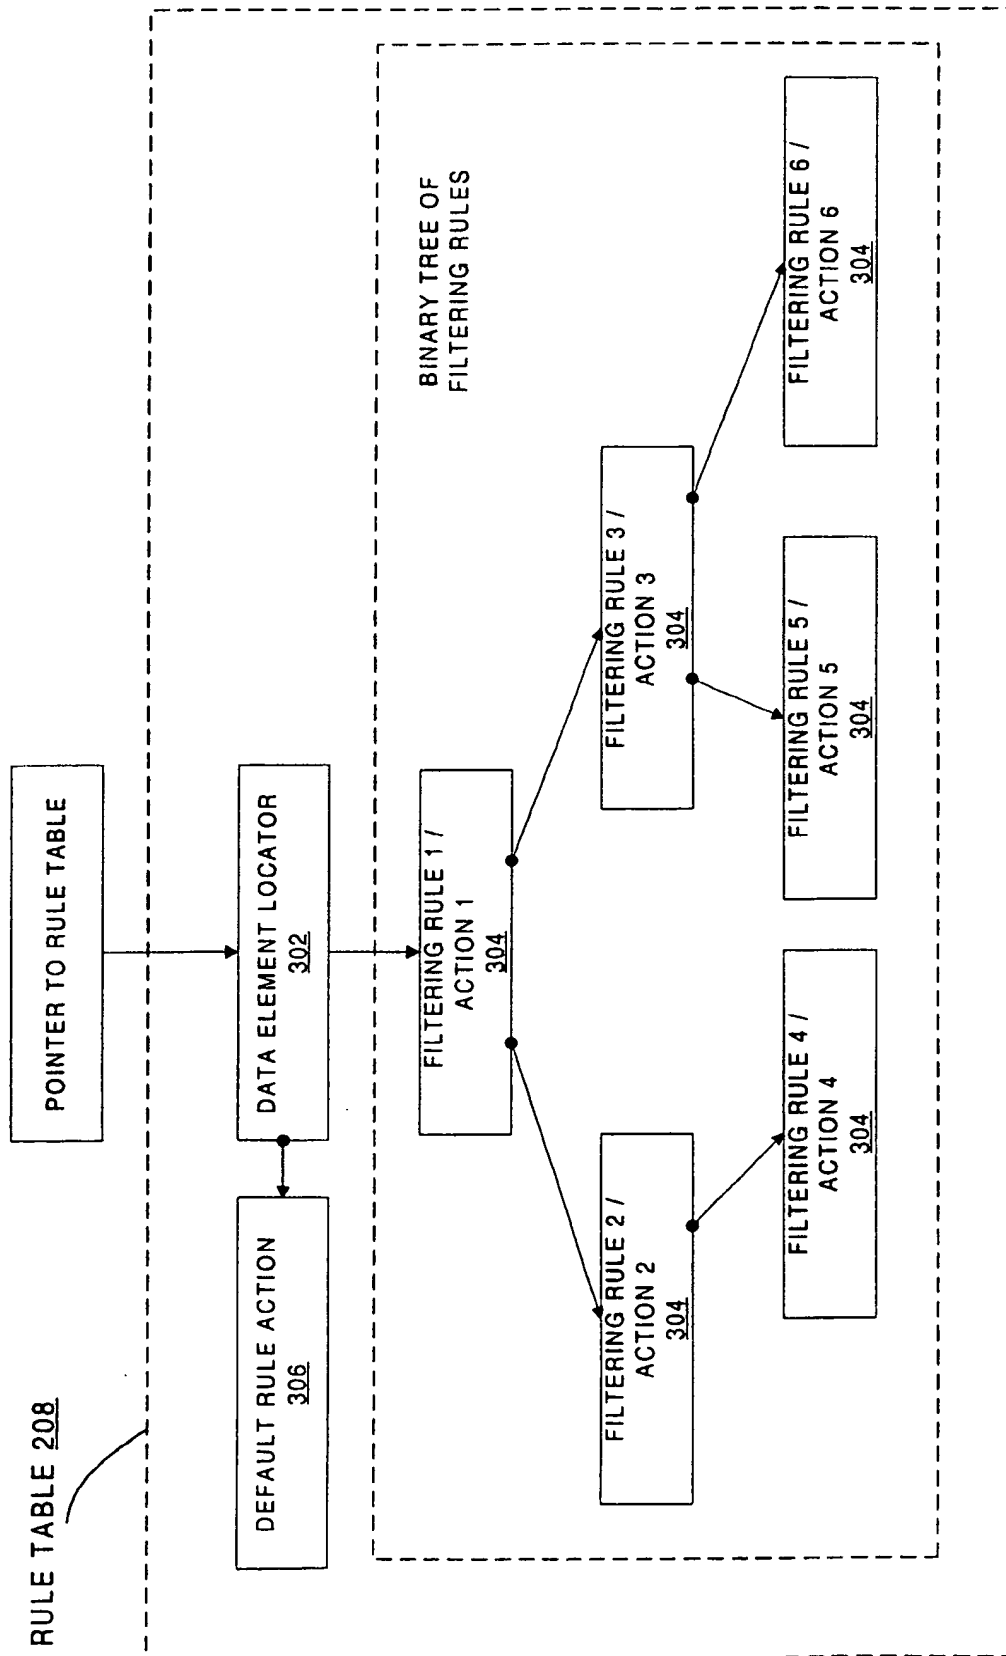 RULE TABLE 208
POINTER TO RULE TABLE
DEFAULT RULE ACTION
306
DATA ELEMENT LOCATOR
302
BINARY TREE OF
FILTERING RULES
FILTERING RULE 1 /
ACTION 1
304
FILTERING RULE 2 /
ACTION 2
304
FILTERING RULE 3 /
ACTION 3
304
FILTERING RULE 4 /
ACTION 4
304
FILTERING RULE 5 /
ACTION 5
304
FILTERING RULE 6 /
ACTION 6
304